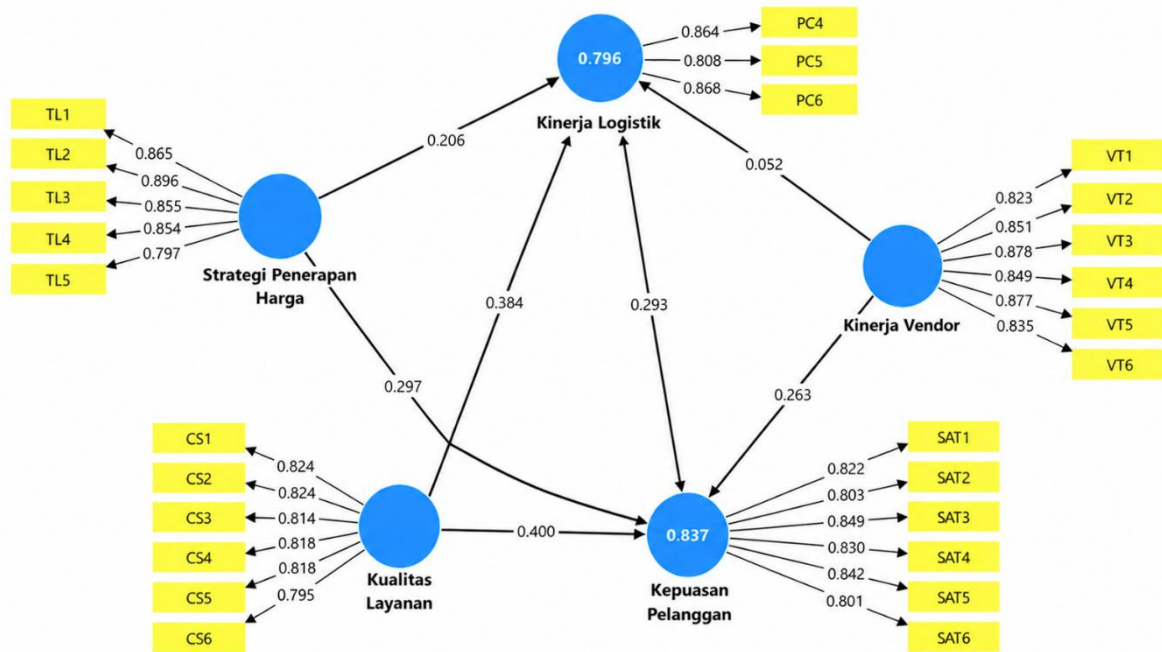 0.796
Kinerja Logistik
0.864
0.808
0.868
PC4
PC5
PC6
TL1
TL2
TL3
TL4
TL5
0.865
0.896
0.855
0.854
0.797
Strategi Penerapan
Harga
0.206
0.052
0.384
0.293
0.297
0.263
0.400
Kinerja Vendor
0.823
0.851
0.878
0.849
0.877
0.835
VT1
VT2
VT3
VT4
VT5
VT6
CS1
CS2
CS3
CS4
CS5
CS6
0.824
0.824
0.814
0.818
0.818
0.795
Kualitas
Layanan
0.837
Kepuasan
Pelanggan
0.822
0.803
0.849
0.830
0.842
0.801
SAT1
SAT2
SAT3
SAT4
SAT5
SAT6